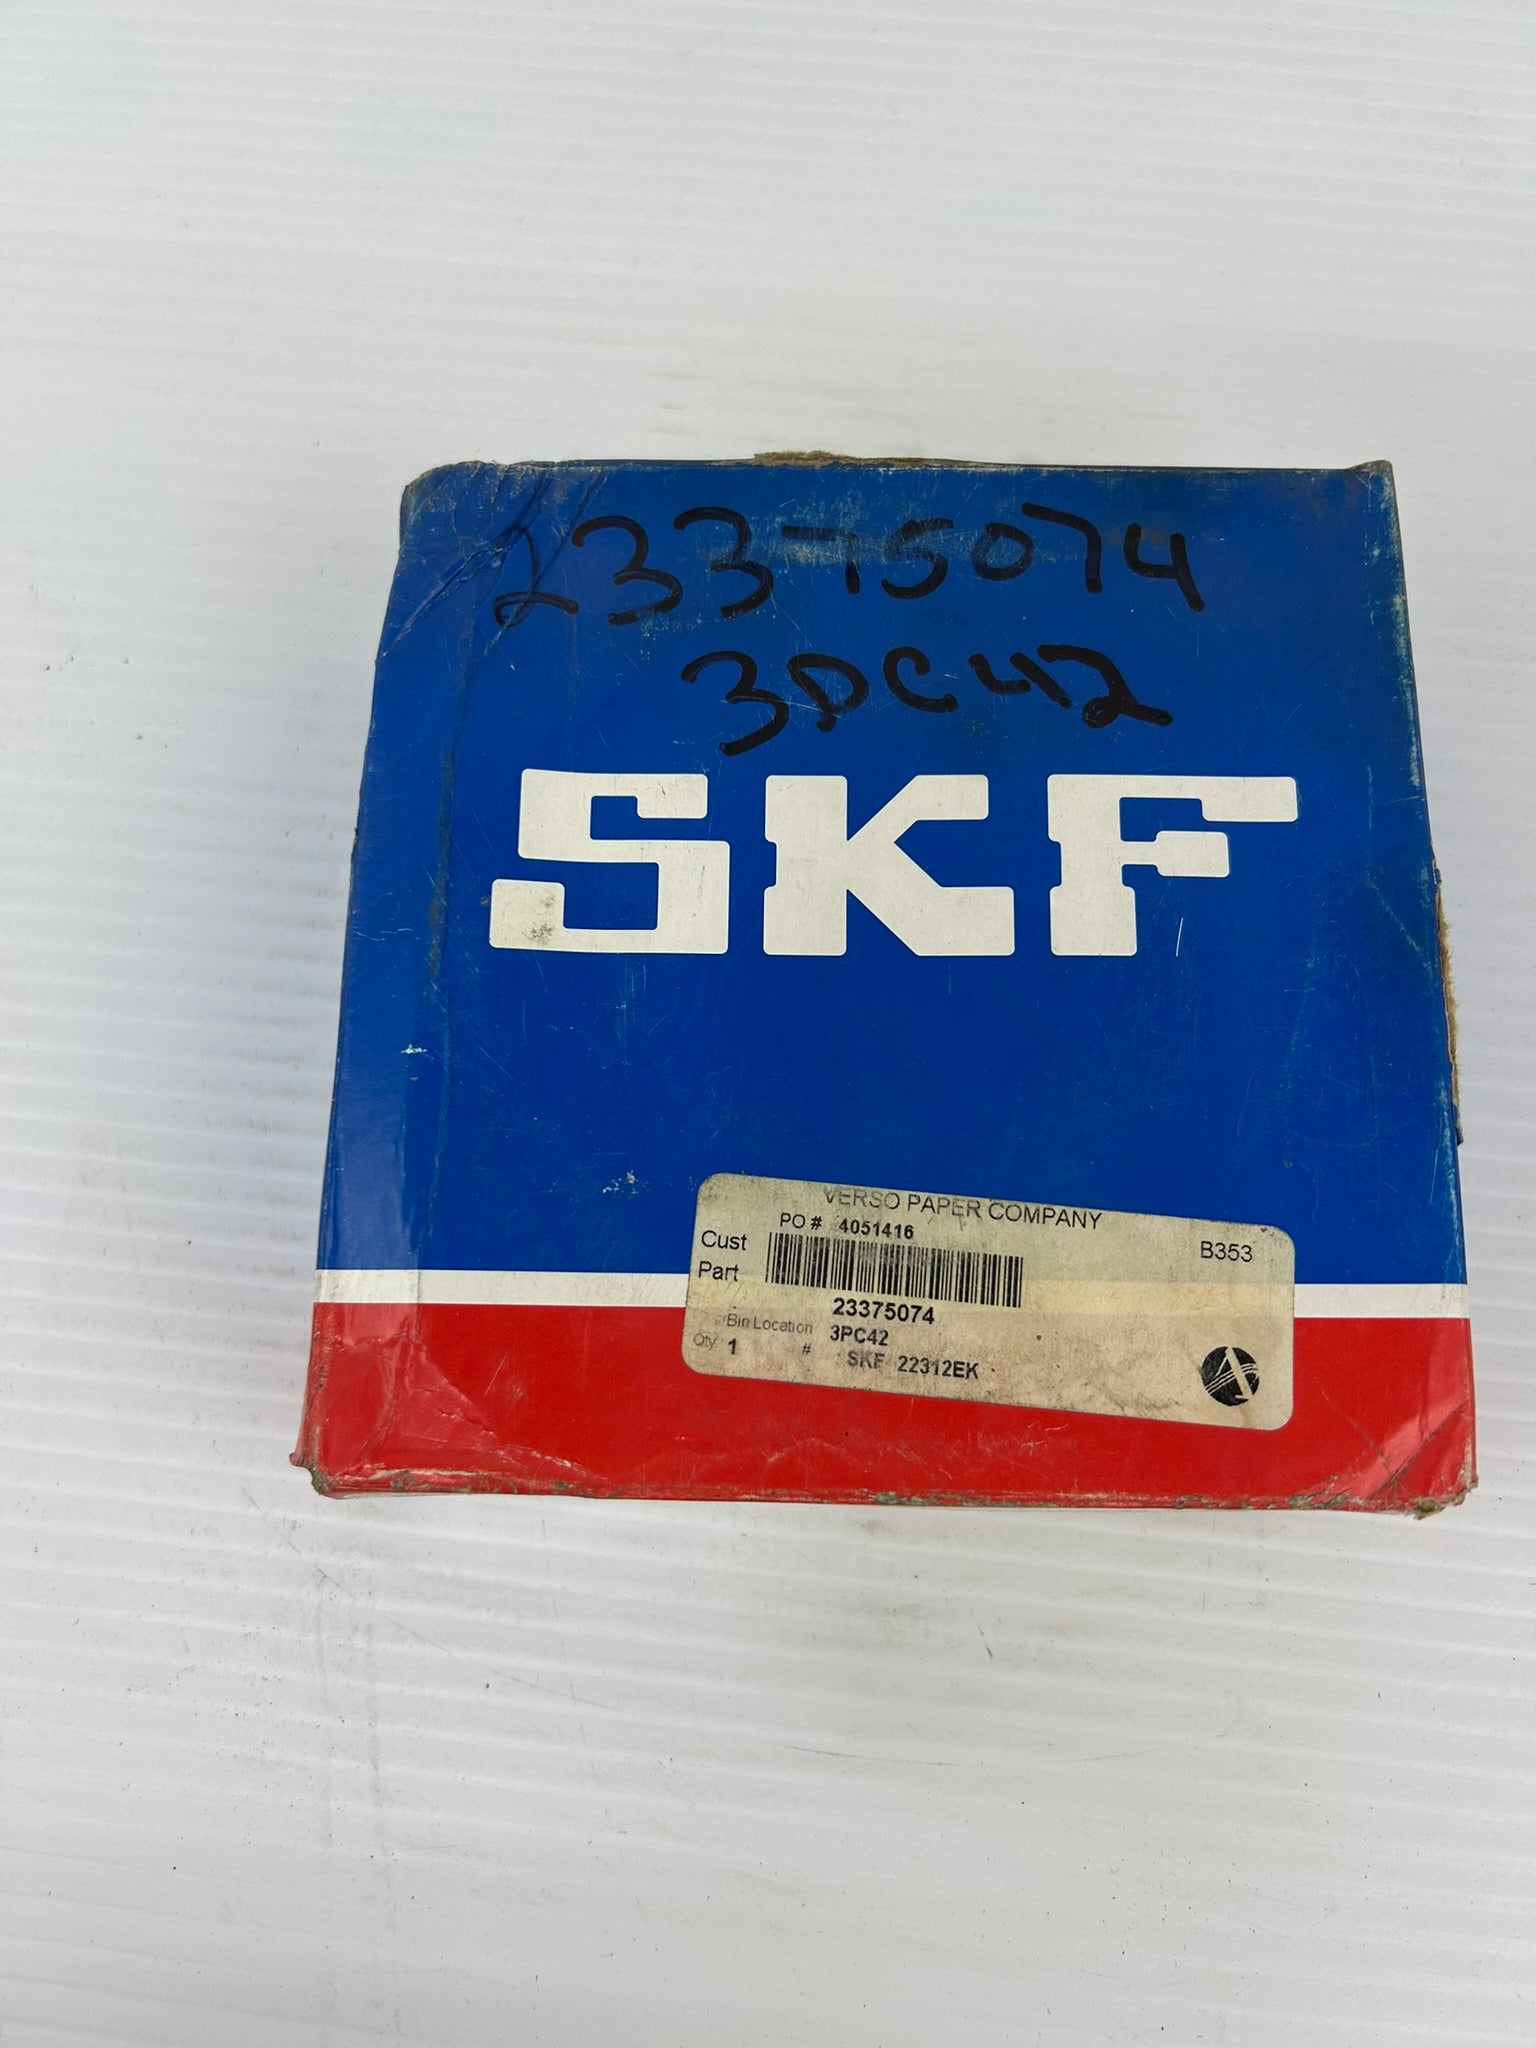 23375074
3PC42
SKF
VERSO PAPER COMPANY
PO # 4051416
B353
Cust
Part
23375074
Bin Location 3PC42
Qty 1 # SKF 22312EK